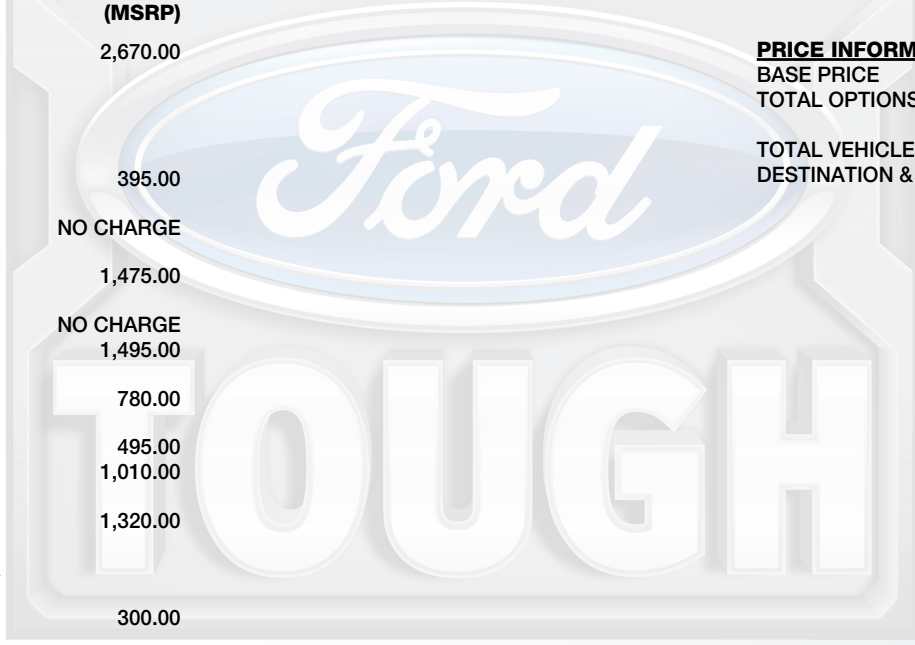 (MSRP)
2,670.00
395.00
NO CHARGE
1,475.00
NO CHARGE
1,495.00
780.00
495.00
1,010.00
1,320.00
300.00
PRICE INFORM
BASE PRICE
TOTAL OPTIONS
TOTAL VEHICLE
DESTINATION &
Ford
TOUGH